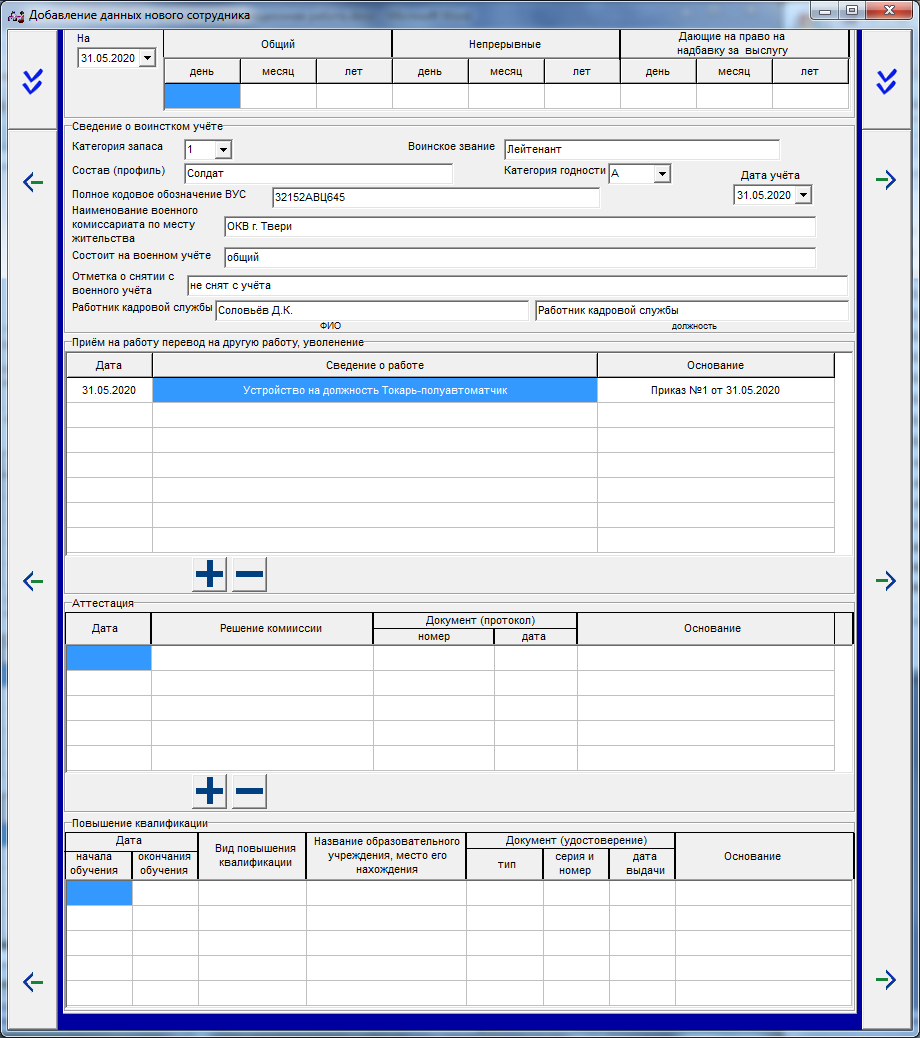 Добавление данных нового сотрудника
На
31.05.2020
Общий
Непрерывные
Дающие на право на
надбавку за выслугу
день месяц лет день месяц лет день месяц лет
Сведение о воинстком учёте
Категория запаса 1 Воинское звание Лейтенант
Состав (профиль) Солдат Категория годности А Дата учёта
Полное кодовое обозначение ВУС 32152АВЦ645 31.05.2020
Наименование военного
комиссариата по месту
жительства
ОКВ г. Твери
Состоит на военном учёте общий
Отметка о снятии с
военного учёта
не снят с учёта
Работник кадровой службы Соловьёв Д.К. Работник кадровой службы
ФИО должность
Приём на работу перевод на другую работу, уволенение
Дата Сведение о работе Основание
31.05.2020 Устройство на должность Токарь-полуавтоматчик Приказ №1 от 31.05.2020
Аттестация
Дата Решение комииссии Документ (протокол) Основание
номер дата
Повышение квалификации
Дата
начала
обучения
окончания
обучения
Вид повышения
квалификации
Название образовательного
учреждения, место его
нахождения
Документ (удостоверение)
тип
серия и
номер
дата
выдачи
Основание